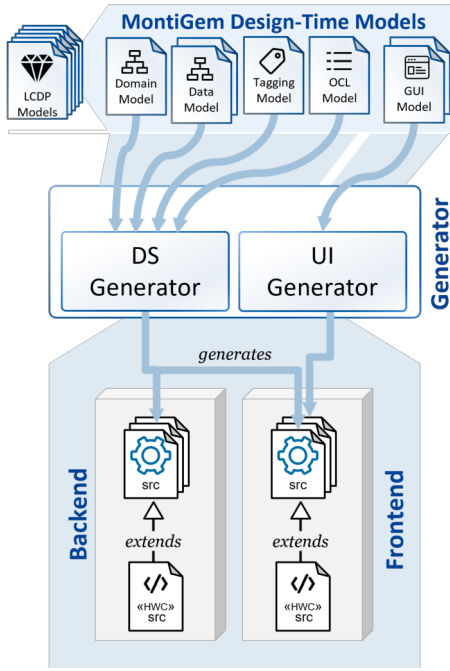 MontiGem Design-Time Models
LCDP
Models
Domain
Model
Data
Model
Tagging
Model
OCL
Model
GUI
Model
Generator
DS
Generator
UI
Generator
generates
Backend
Frontend
src
src
extends
extends
«HWC»
src
«HWC»
src